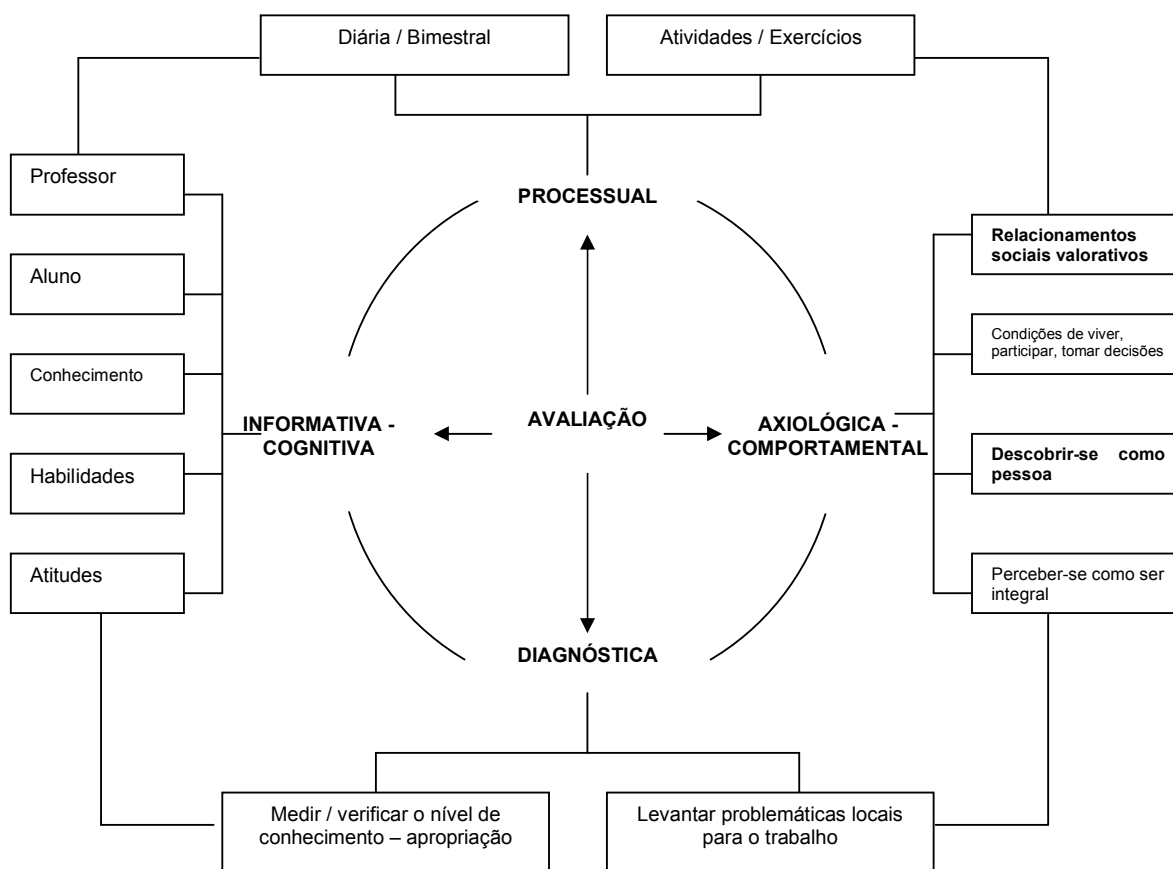 Diária / Bimestral
Atividades / Exercícios
Professor
Aluno
Conhecimento
Habilidades
Atitudes
PROCESSUAL
INFORMATIVA -
COGNITIVA
AVALIAÇÃO
AXIOLÓGICA -
COMPORTAMENTAL
DIAGNÓSTICA
Relacionamentos
sociais valorativos
Condições de viver,
participar, tomar decisões
Descobrir-se como
pessoa
Perceber-se como ser
integral
Medir / verificar o nível de
conhecimento – apropriação
Levantar problemáticas locais
para o trabalho